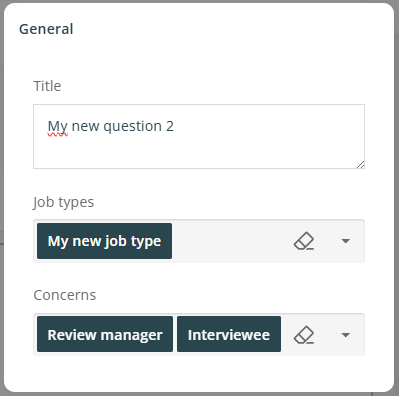 General
Title
My new question 2
Job types
My new job type
Concerns
Review manager Interviewee